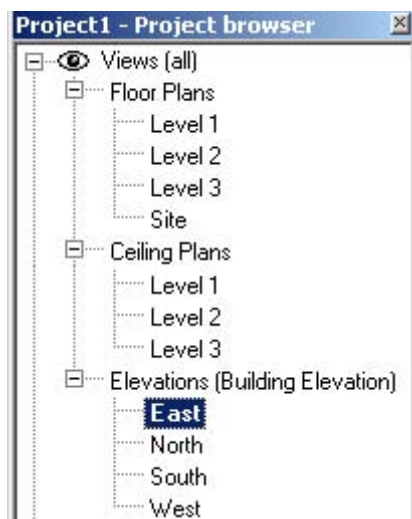 Project1 - Project browser
Views (all)
Floor Plans
Level 1
Level 2
Level 3
Site
Ceiling Plans
Level 1
Level 2
Level 3
Elevations (Building Elevation)
East
North
South
West